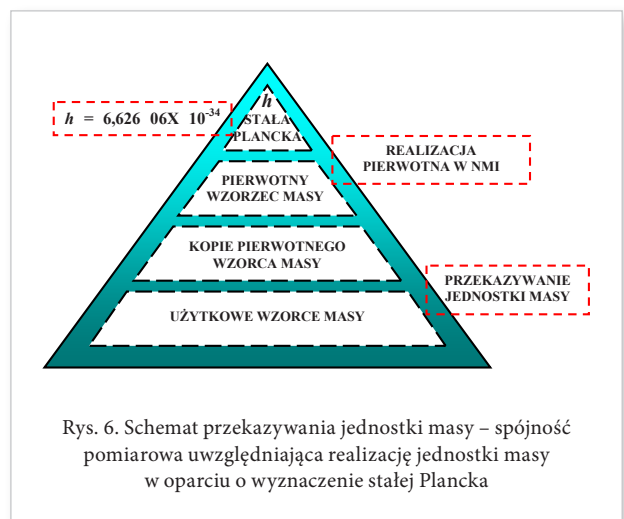 h
STAŁA
PLANCKA
h = 6,626 06X 10⁻³⁴
REALIZACJA
PIERWOTNA W NMI
PIERWOTNY
WZORZEC MASY
KOPIE PIERWOTNEGO
WZORCA MASY
PRZEKAZYWANIE
JEDNOSTKI MASY
UŻYTKOWE WZORCE MASY
Rys. 6. Schemat przekazywania jednostki masy – spójność
pomiarowa uwzględniająca realizację jednostki masy
w oparciu o wyznaczenie stałej Plancka